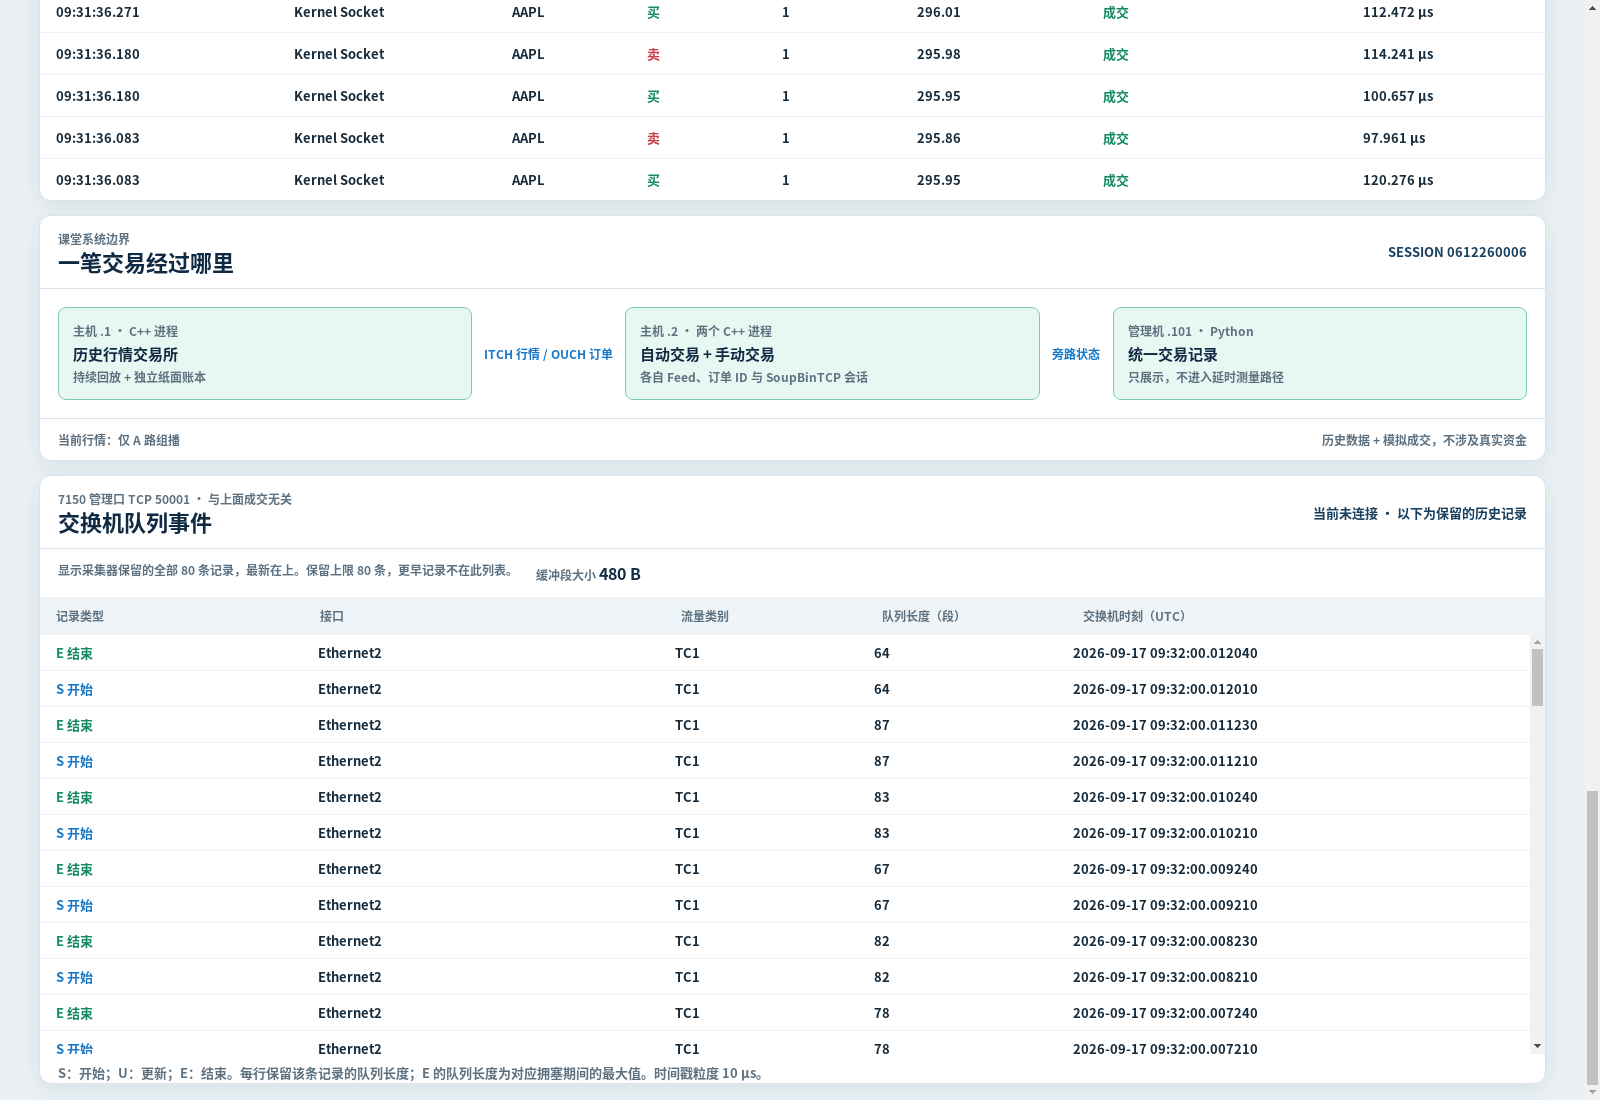 09:31:36.271 Kernel Socket AAPL 买 1 296.01 成交 112.472 µs
09:31:36.180 Kernel Socket AAPL 卖 1 295.98 成交 114.241 µs
09:31:36.180 Kernel Socket AAPL 买 1 295.95 成交 100.657 µs
09:31:36.083 Kernel Socket AAPL 卖 1 295.86 成交 97.961 µs
09:31:36.083 Kernel Socket AAPL 买 1 295.95 成交 120.276 µs
课堂系统边界
一笔交易经过哪里
SESSION 0612260006
主机 .1 · C++ 进程
历史行情交易所
持续回放 + 独立纸面账本
ITCH 行情 / OUCH 订单
主机 .2 · 两个 C++ 进程
自动交易 + 手动交易
各自 Feed、订单 ID 与 SoupBinTCP 会话
旁路状态
管理机 .101 · Python
统一交易记录
只展示，不进入延时测量路径
当前行情：仅 A 路组播
历史数据 + 模拟成交，不涉及真实资金
7150 管理口 TCP 50001 · 与上面成交无关
交换机队列事件
当前未连接 · 以下为保留的历史记录
显示采集器保留的全部 80 条记录，最新在上。保留上限 80 条，更早记录不在此列表。 缓冲段大小 480 B
记录类型 接口 流量类别 队列长度（段） 交换机时刻（UTC）
E 结束 Ethernet2 TC1 64 2026-09-17 09:32:00.012040
S 开始 Ethernet2 TC1 64 2026-09-17 09:32:00.012010
E 结束 Ethernet2 TC1 87 2026-09-17 09:32:00.011230
S 开始 Ethernet2 TC1 87 2026-09-17 09:32:00.011210
E 结束 Ethernet2 TC1 83 2026-09-17 09:32:00.010240
S 开始 Ethernet2 TC1 83 2026-09-17 09:32:00.010210
E 结束 Ethernet2 TC1 67 2026-09-17 09:32:00.009240
S 开始 Ethernet2 TC1 67 2026-09-17 09:32:00.009210
E 结束 Ethernet2 TC1 82 2026-09-17 09:32:00.008230
S 开始 Ethernet2 TC1 82 2026-09-17 09:32:00.008210
E 结束 Ethernet2 TC1 78 2026-09-17 09:32:00.007240
S 开始 Ethernet2 TC1 78 2026-09-17 09:32:00.007210
S：开始；U：更新；E：结束。每行保留该条记录的队列长度；E 的队列长度为对应拥塞期间的最大值。时间戳粒度 10 µs。